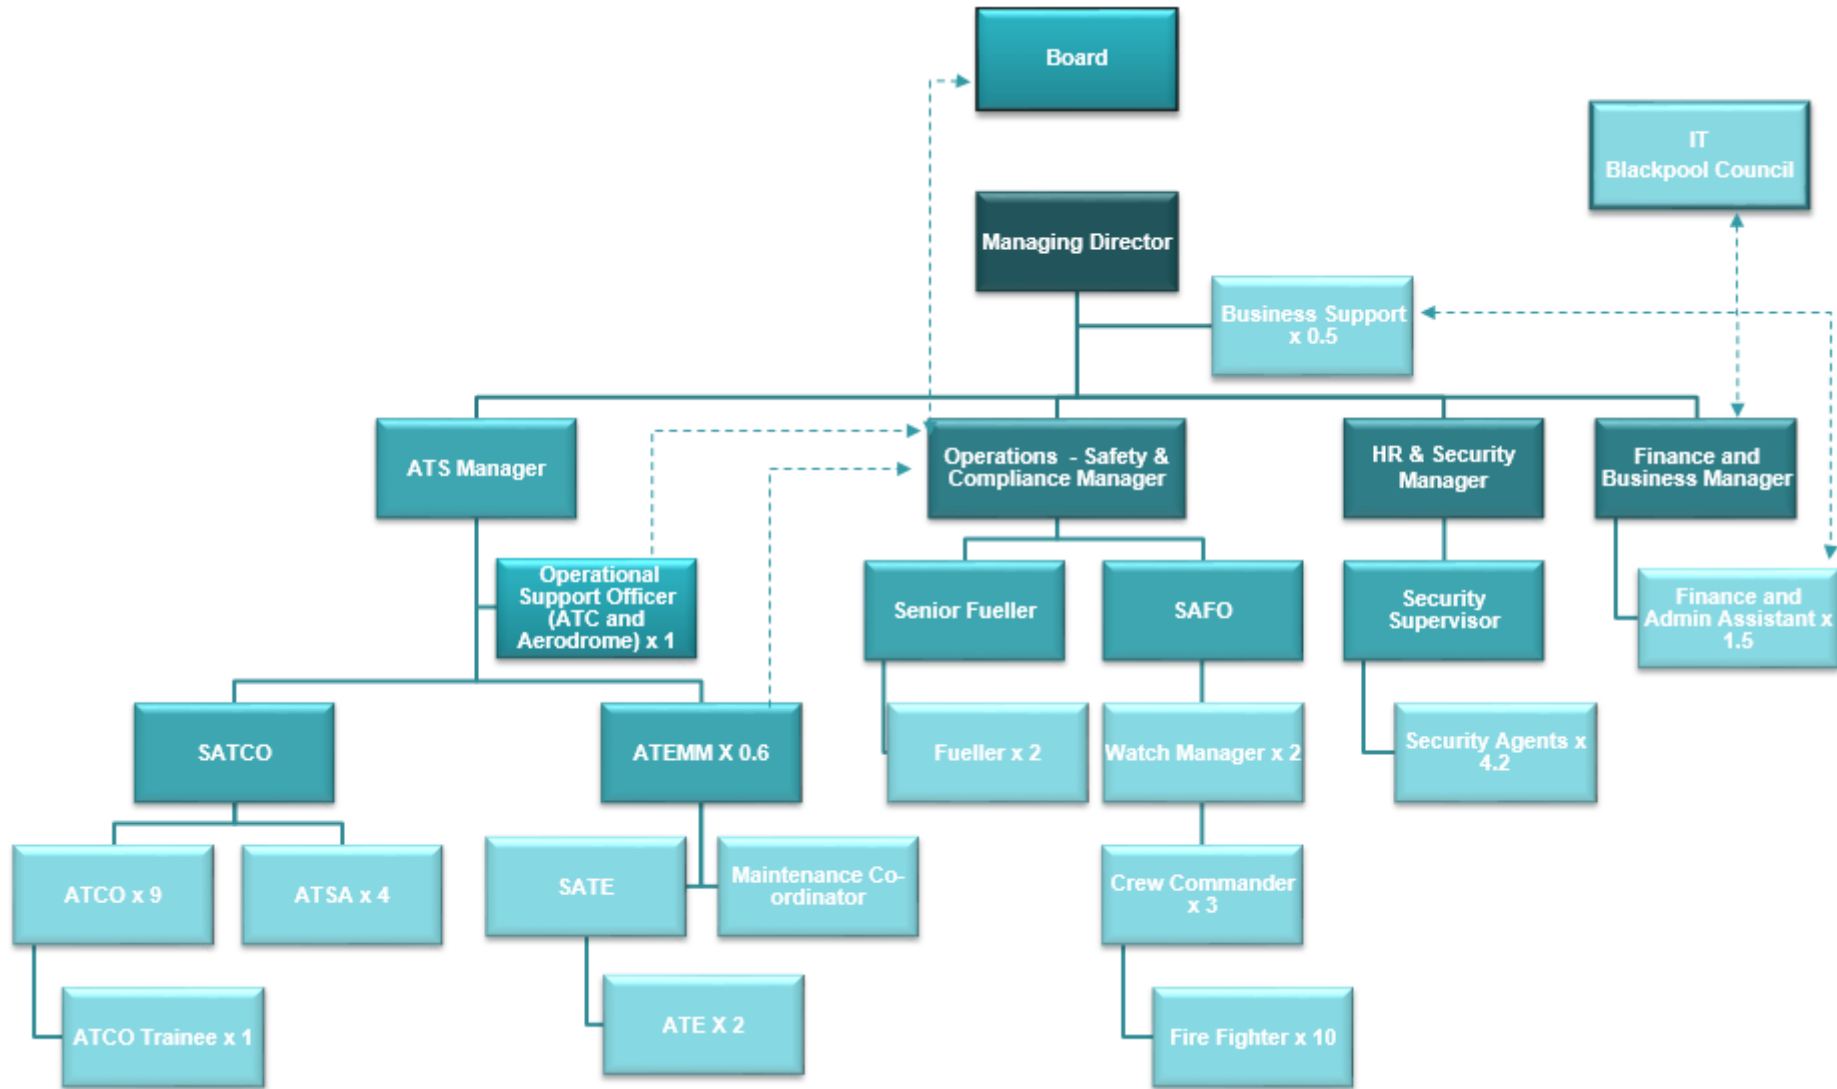 Board
IT
Blackpool Council
Managing Director
Business Support
x 0.5
ATS Manager
Operations  - Safety &
Compliance Manager
HR & Security
Manager
Finance and
Business Manager
Operational
Support Officer
(ATC and
Aerodrome) x 1
Senior Fueller
SAFO
Security
Supervisor
Finance and
Admin Assistant x
1.5
SATCO
ATEMM X 0.6
Fueller x 2
Watch Manager x 2
Security Agents x
4.2
ATCO x 9
ATSA x 4
SATE
Maintenance Co-
ordinator
Crew Commander
x 3
ATCO Trainee x 1
ATE X 2
Fire Fighter x 10